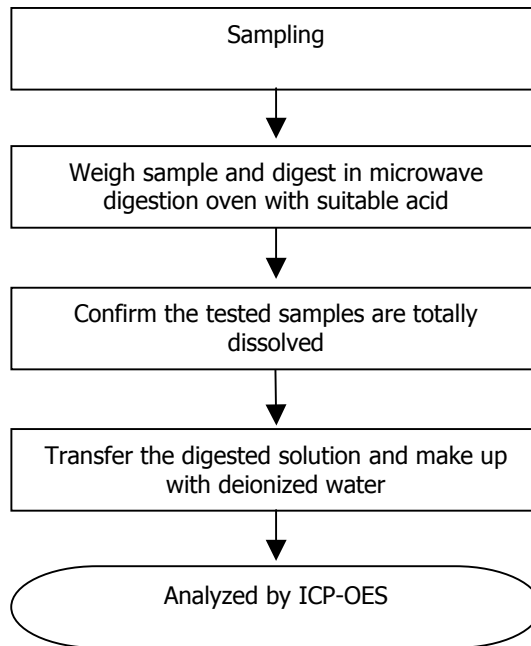 Sampling
Weigh sample and digest in microwave
digestion oven with suitable acid
Confirm the tested samples are totally
dissolved
Transfer the digested solution and make up
with deionized water
Analyzed by ICP-OES